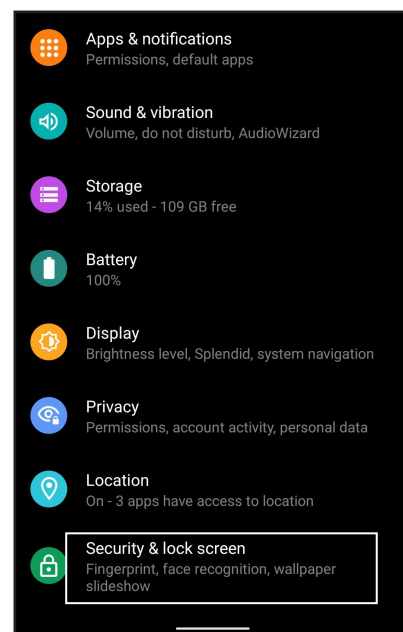 Apps & notifications
Permissions, default apps
Sound & vibration
Volume, do not disturb, AudioWizard
Storage
14% used - 109 GB free
Battery
100%
Display
Brightness level, Splendid, system navigation
Privacy
Permissions, account activity, personal data
Location
On - 3 apps have access to location
Security & lock screen
Fingerprint, face recognition, wallpaper
slideshow